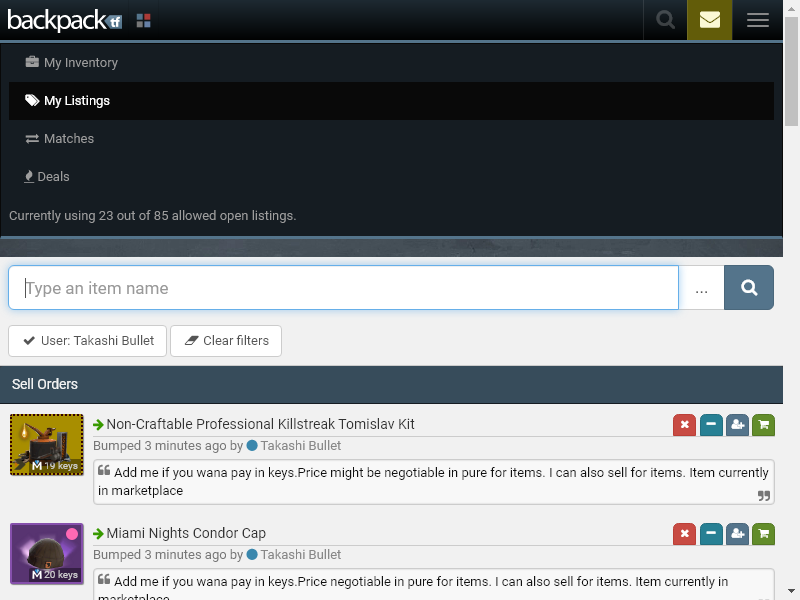 backpack.tf
My Inventory
My Listings
Matches
Deals
Currently using 23 out of 85 allowed open listings.
Type an item name
...
User: Takashi Bullet
Clear filters
Sell Orders
Non-Craftable Professional Killstreak Tomislav Kit
19 keys
Bumped 3 minutes ago by Takashi Bullet
Add me if you wana pay in keys.Price might be negotiable in pure for items. I can also sell for items. Item currently
in marketplace
Miami Nights Condor Cap
20 keys
Bumped 3 minutes ago by Takashi Bullet
Add me if you wana pay in keys.Price negotiable in pure for items. I can also sell for items. Item currently in
marketplace